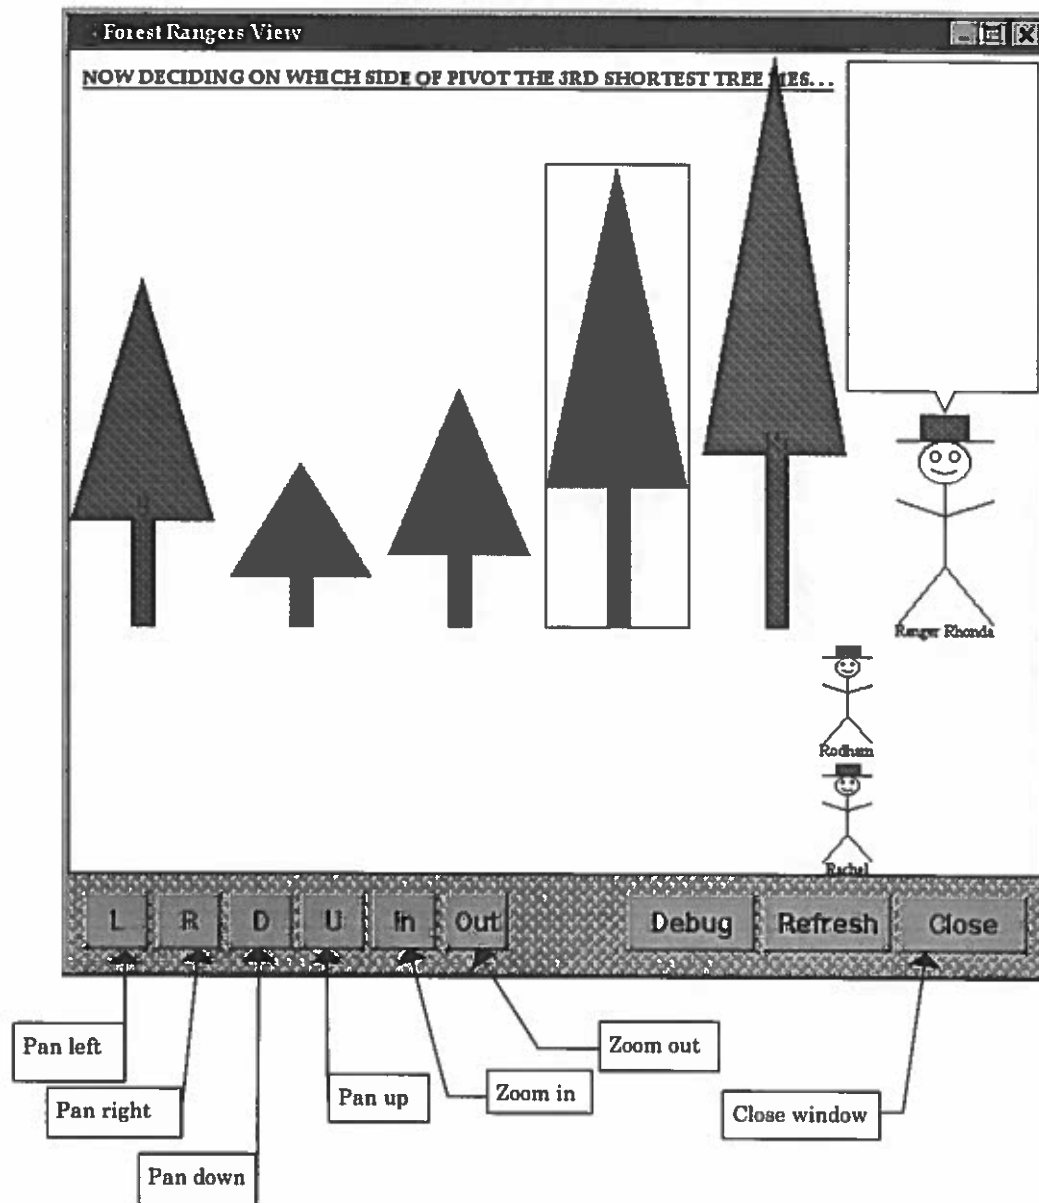 Forest Rangers View
NOW DECIDING ON WHICH SIDE OF PIVOT THE 3RD SHORTEST TREE LIES...
Ranger Rhonda
Rodham
Rachel
L R D U In Out Debug Refresh Close
Pan left
Zoom out
Pan right
Pan up
Zoom in
Close window
Pan down